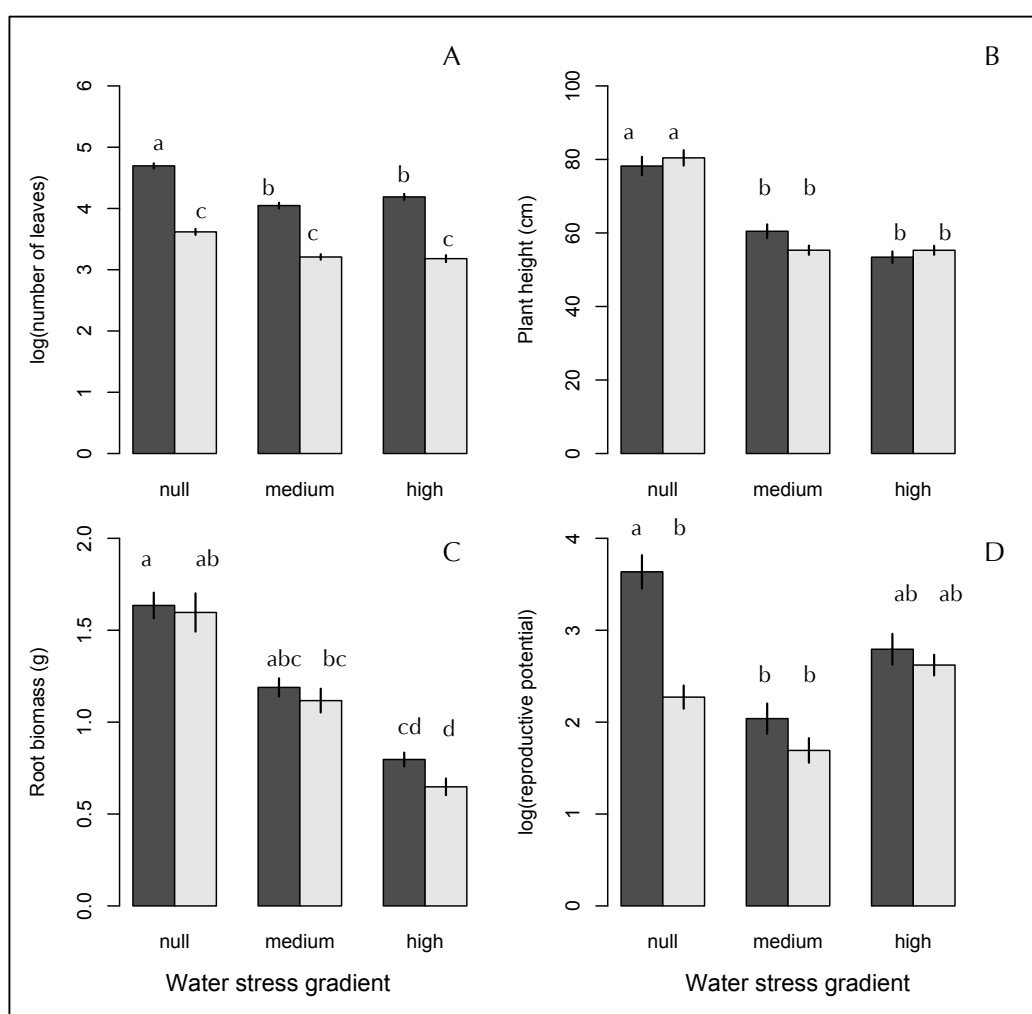 A
log(number of leaves)
6
5
4
3
2
1
0
a
c
b
c
b
c
null
medium
high
B
Plant height (cm)
100
80
60
40
20
0
a
a
b
b
b
b
null
medium
high
C
Root biomass (g)
2.0
1.5
1.0
0.5
0.0
a
ab
abc
bc
cd
d
null
medium
high
Water stress gradient
D
log(reproductive potential)
4
3
2
1
0
a
b
b
b
ab
ab
null
medium
high
Water stress gradient